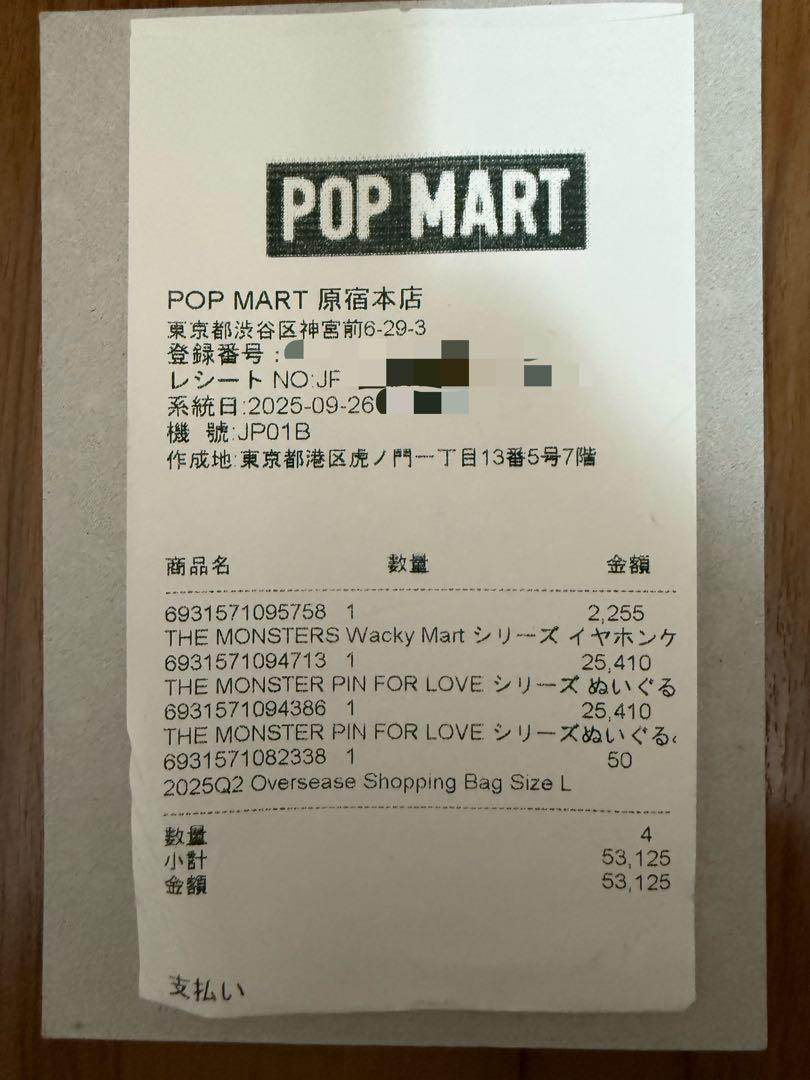 POP MART
POP MART 原宿本店
東京都渋谷区神宮前6-29-3
登録番号:
レシート NO:JP
系統日:2025-09-26
機 號:JP01B
作成地:東京都港区虎ノ門一丁目13番5号7階
商品名 数量 金額
6931571095758 1 2,255
THE MONSTERS Wacky Mart シリーズ イヤホンケ
6931571094713 1 25,410
THE MONSTER PIN FOR LOVE シリーズ ぬいぐる
6931571094386 1 25,410
THE MONSTER PIN FOR LOVE シリーズぬいぐる
6931571082338 1 50
2025Q2 Oversease Shopping Bag Size L
数量 4
小計 53,125
金額 53,125
支払い